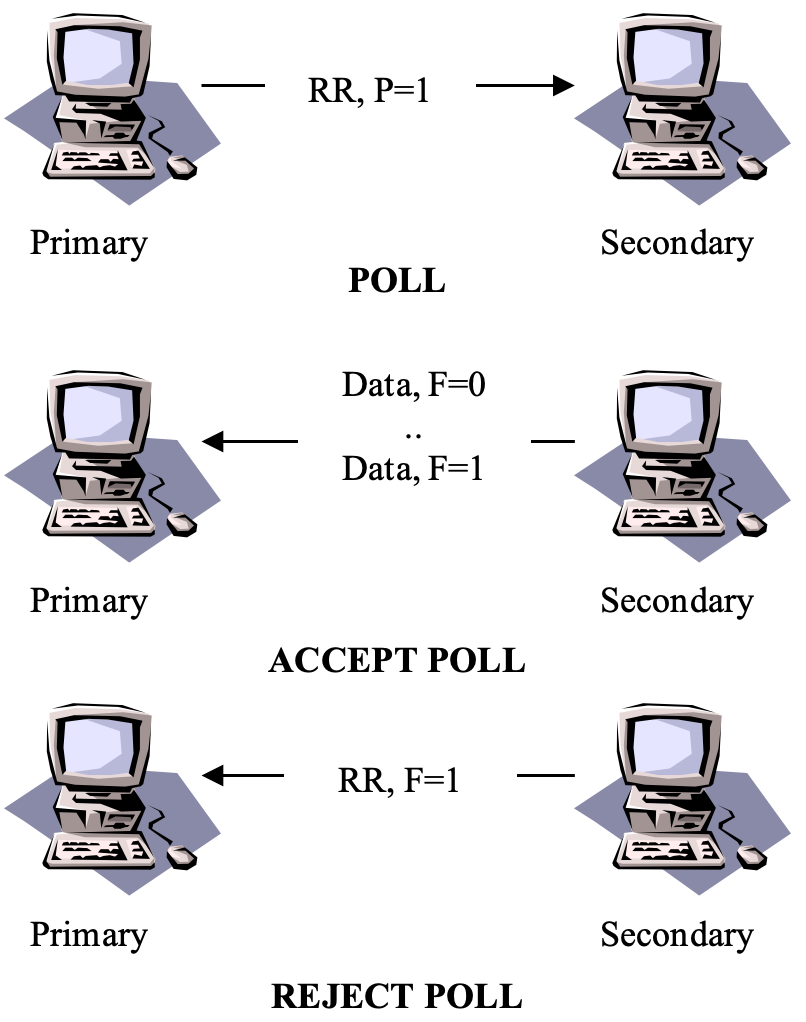 RR, P=1
Primary Secondary
POLL
Data, F=0
..
Data, F=1
Primary Secondary
ACCEPT POLL
RR, F=1
Primary Secondary
REJECT POLL